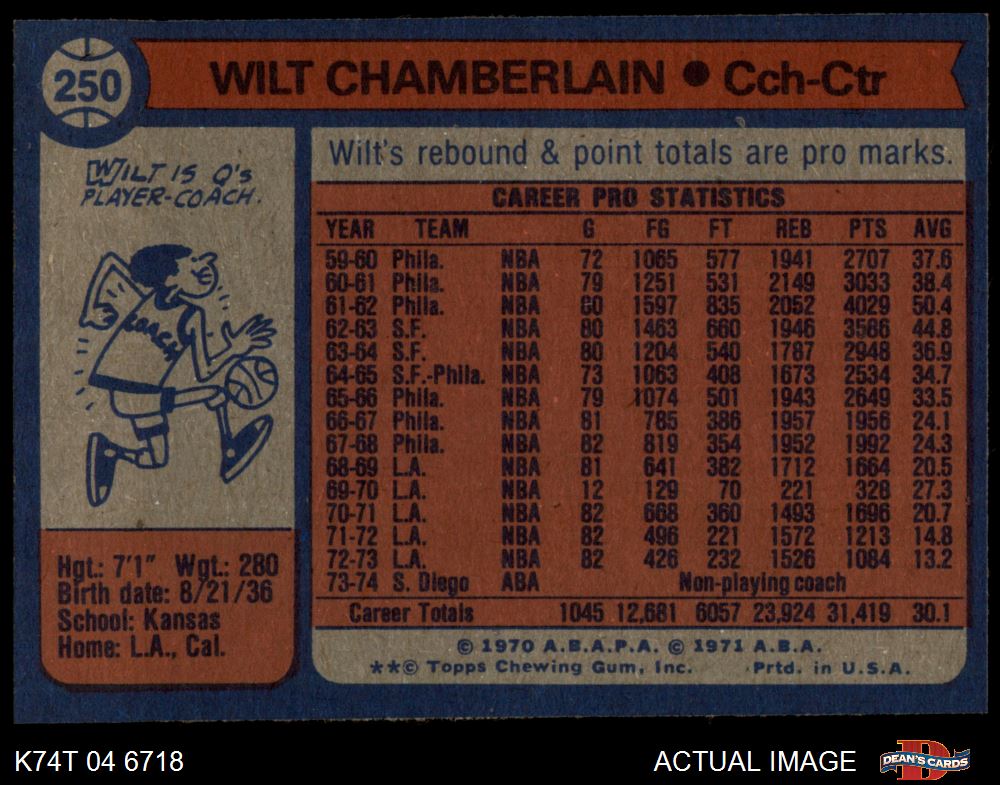 250
WILT CHAMBERLAIN • Cch-Ctr
WILT IS Q's
PLAYER-COACH.
COACH
Wilt's rebound & point totals are pro marks.
CAREER PRO STATISTICS
YEAR TEAM G FG FT REB PTS AVG
59-60 Phila. NBA 72 1065 577 1941 2707 37.6
60-61 Phila. NBA 79 1251 531 2149 3033 38.4
61-62 Phila. NBA 80 1597 835 2052 4029 50.4
62-63 S.F. NBA 80 1463 660 1946 3586 44.8
63-64 S.F. NBA 80 1204 540 1787 2948 36.9
64-65 S.F.-Phila. NBA 73 1063 408 1673 2534 34.7
65-66 Phila. NBA 79 1074 501 1943 2649 33.5
66-67 Phila. NBA 81 785 386 1957 1956 24.1
67-68 Phila. NBA 82 819 354 1952 1992 24.3
68-69 L.A. NBA 81 641 382 1712 1664 20.5
69-70 L.A. NBA 12 129 70 221 328 27.3
70-71 L.A. NBA 82 668 360 1493 1696 20.7
71-72 L.A. NBA 82 496 221 1572 1213 14.8
72-73 L.A. NBA 82 426 232 1526 1084 13.2
73-74 S. Diego ABA Non-playing coach
Career Totals 1045 12,681 6057 23,924 31,419 30.1
Hgt.: 7'1" Wgt.: 280
Birth date: 8/21/36
School: Kansas
Home: L.A., Cal.
© 1970 A.B.A.P.A. © 1971 A.B.A.
**© Topps Chewing Gum, Inc. Prtd. in U.S.A.
K74T 04 6718
ACTUAL IMAGE
D
DEAN'S CARDS